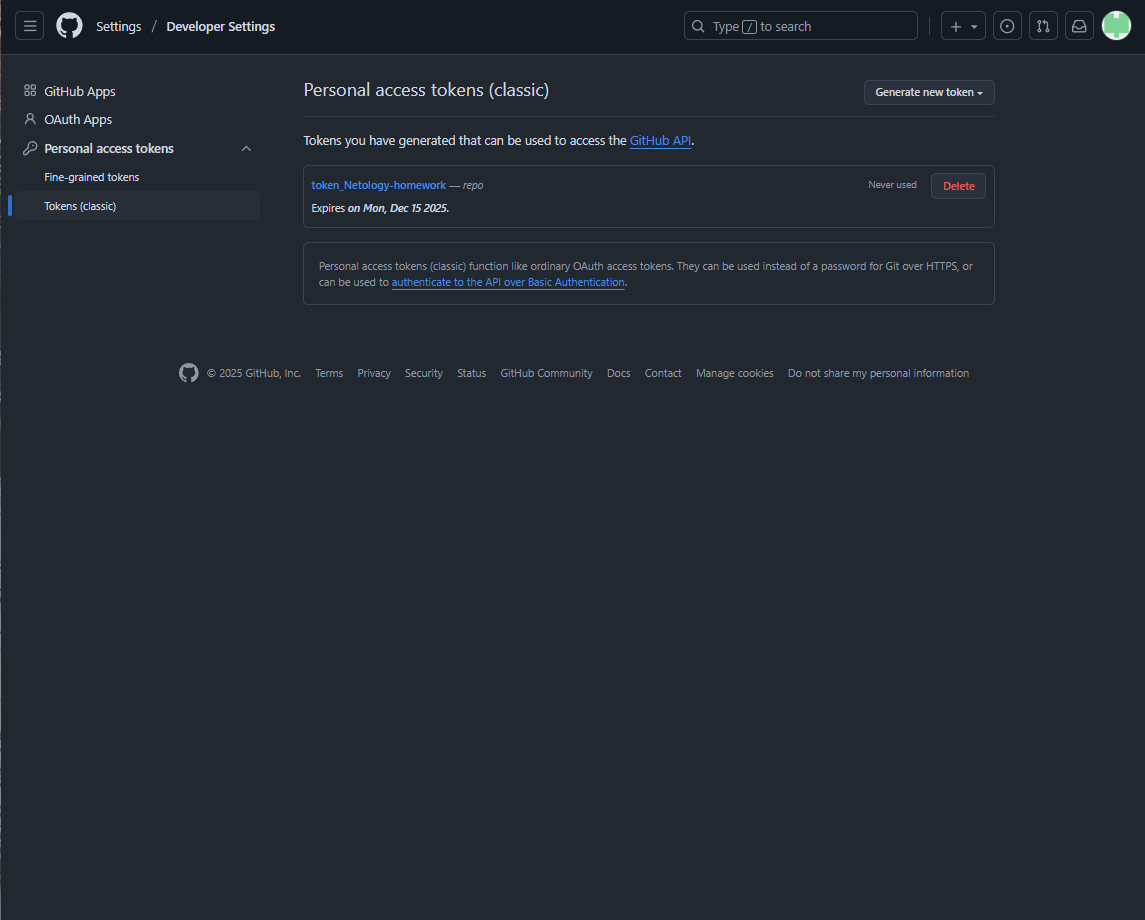 Settings / Developer Settings
Type / to search
GitHub Apps
OAuth Apps
Personal access tokens
Fine-grained tokens
Tokens (classic)
Personal access tokens (classic)
Generate new token
Tokens you have generated that can be used to access the GitHub API.
token_Netology-homework — repo
Never used
Delete
Expires on Mon, Dec 15 2025.
Personal access tokens (classic) function like ordinary OAuth access tokens. They can be used instead of a password for Git over HTTPS, or
can be used to authenticate to the API over Basic Authentication.
© 2025 GitHub, Inc. Terms Privacy Security Status GitHub Community Docs Contact Manage cookies Do not share my personal information